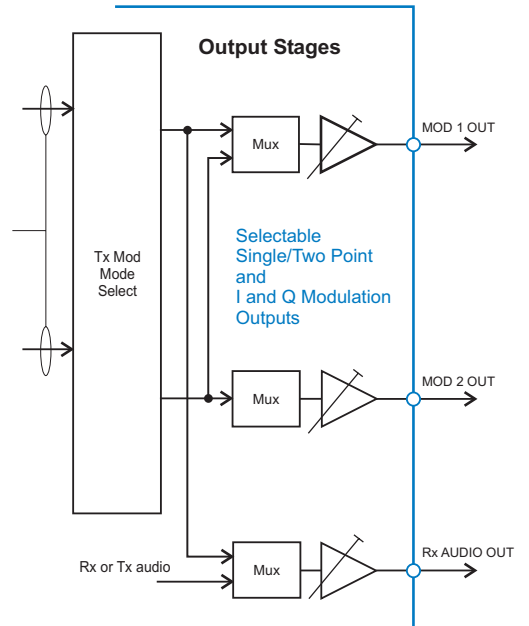 Output Stages
MOD 1 OUT
Mux
Tx Mod
Mode
Select
Selectable
Single/Two Point
and
I and Q Modulation
Outputs
MOD 2 OUT
Mux
Rx AUDIO OUT
Rx or Tx audio
Mux